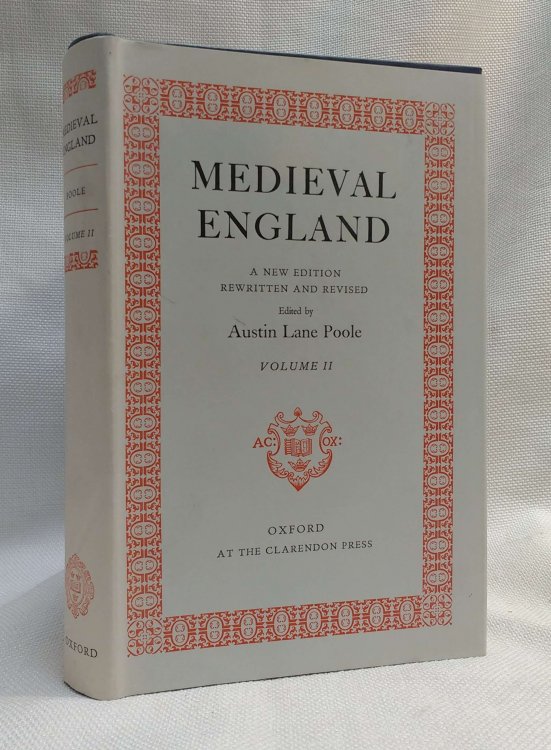 MEDIEVAL
ENGLAND
POOLE
VOLUME II
OXFORD
MEDIEVAL
ENGLAND
A NEW EDITION
REWRITTEN AND REVISED
Edited by
Austin Lane Poole
VOLUME II
AC: OX:
OXFORD
AT THE CLARENDON PRESS